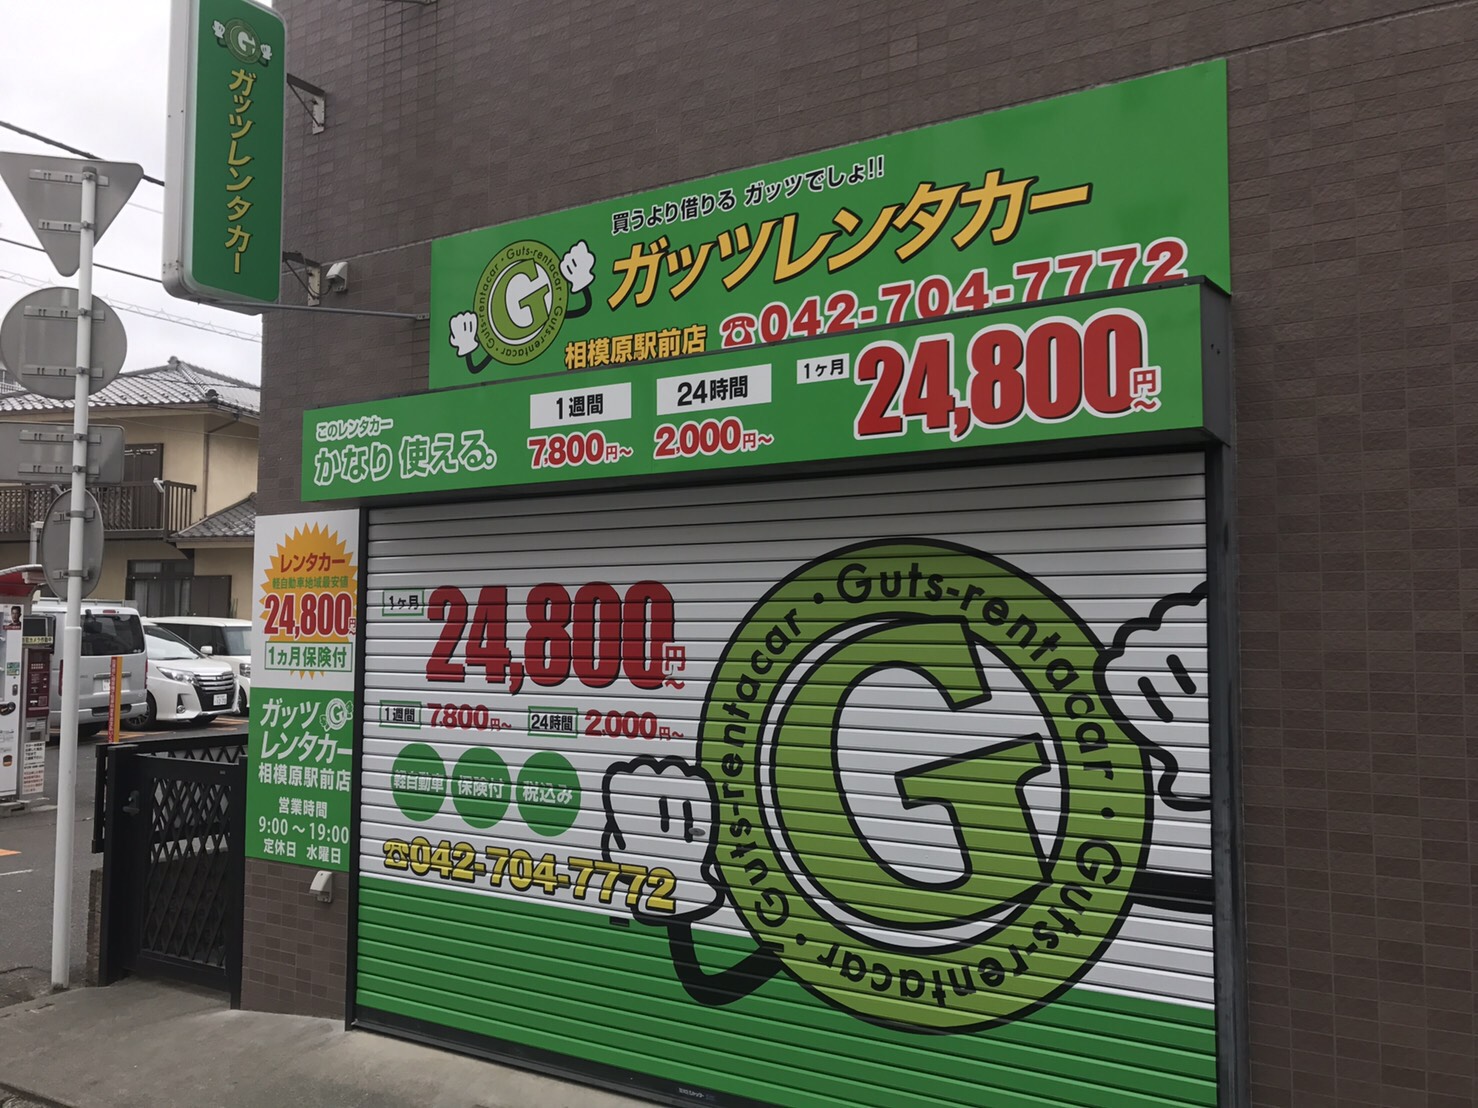 G
ガッツレンタカー
買うより借りる ガッツでしょ!!
ガッツレンタカー
Guts-rentacar・Guts-rentacar・
G
相模原駅前店
☎042-704-7772
このレンタカー
かなり使える。
1週間
7,800円~
24時間
2,000円~
1ヶ月
24,800円~
レンタカー
軽自動車地域最安値
24,800円
1ヵ月保険付
ガッツ
G
レンタカー
相模原駅前店
営業時間
9:00~19:00
定休日 水曜日
1ヶ月
24,800円~
1週間 7,800円~
24時間 2,000円~
軽自動車 保険付 税込み
☎042-704-7772
Guts-rentacar・Guts-rentacar・Guts-rentacar・
G